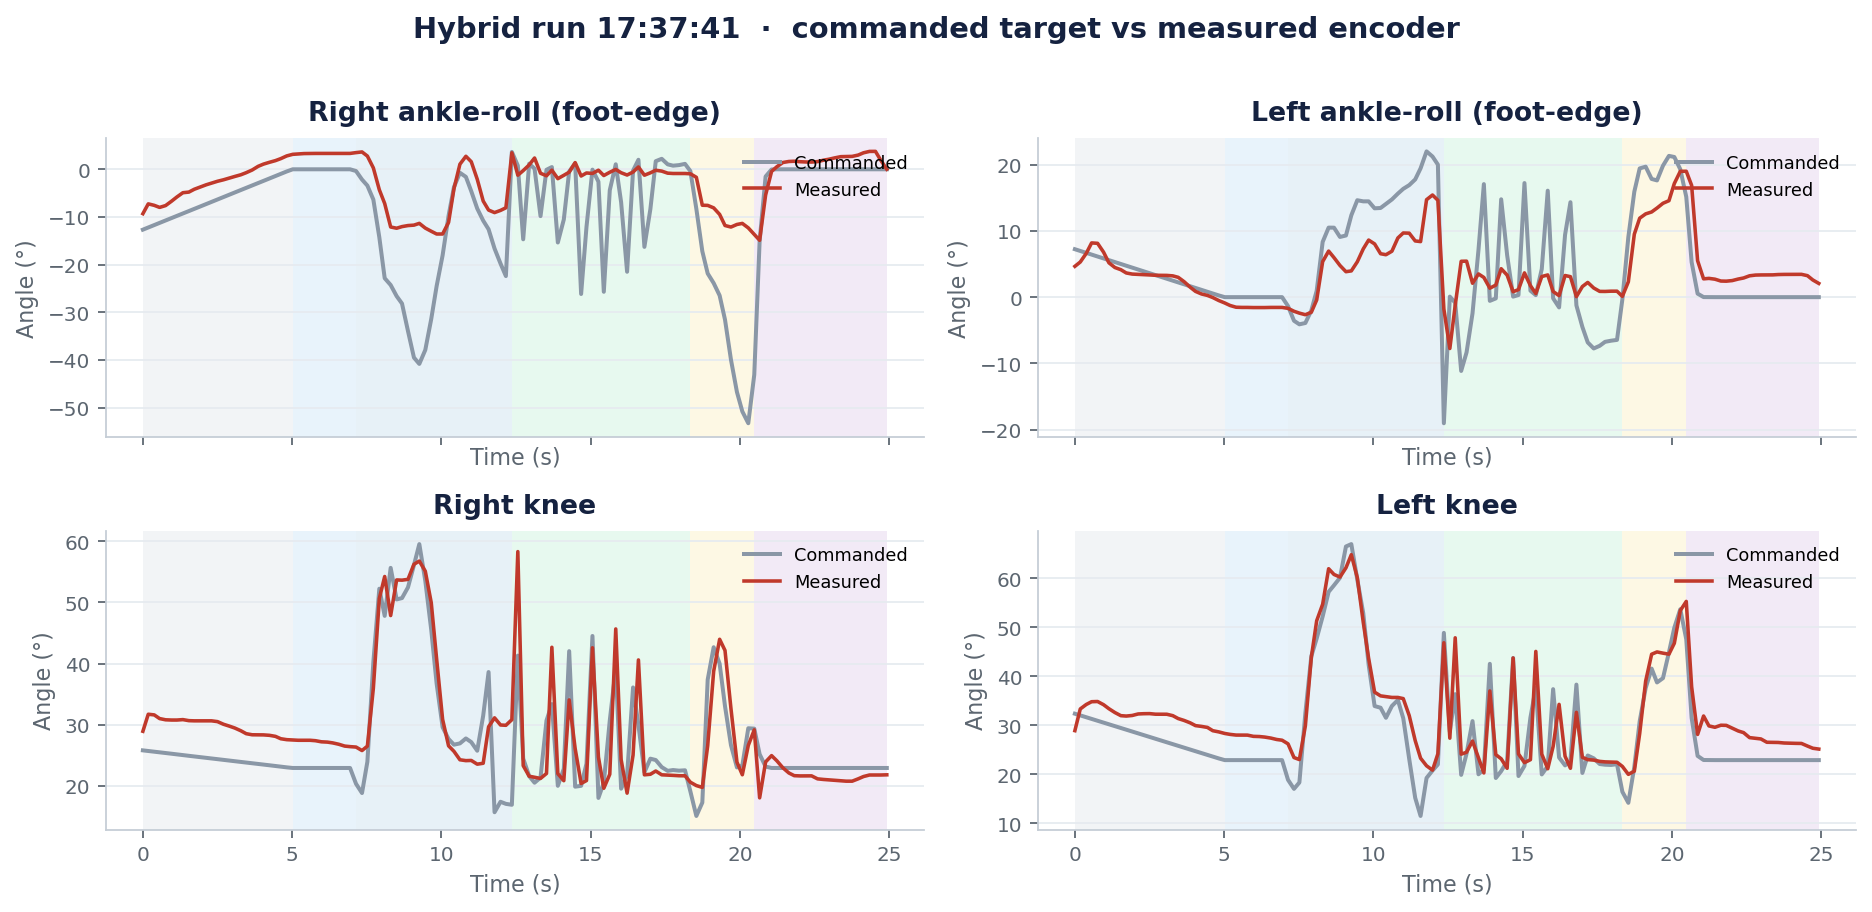 Hybrid run 17:37:41 · commanded target vs measured encoder
Right ankle-roll (foot-edge)
Angle (°)
0
−10
−20
−30
−40
−50
Commanded
Measured
Time (s)
Left ankle-roll (foot-edge)
Angle (°)
20
10
0
−10
−20
Commanded
Measured
Time (s)
Right knee
Angle (°)
60
50
40
30
20
Commanded
Measured
0 5 10 15 20 25
Time (s)
Left knee
Angle (°)
60
50
40
30
20
10
Commanded
Measured
0 5 10 15 20 25
Time (s)